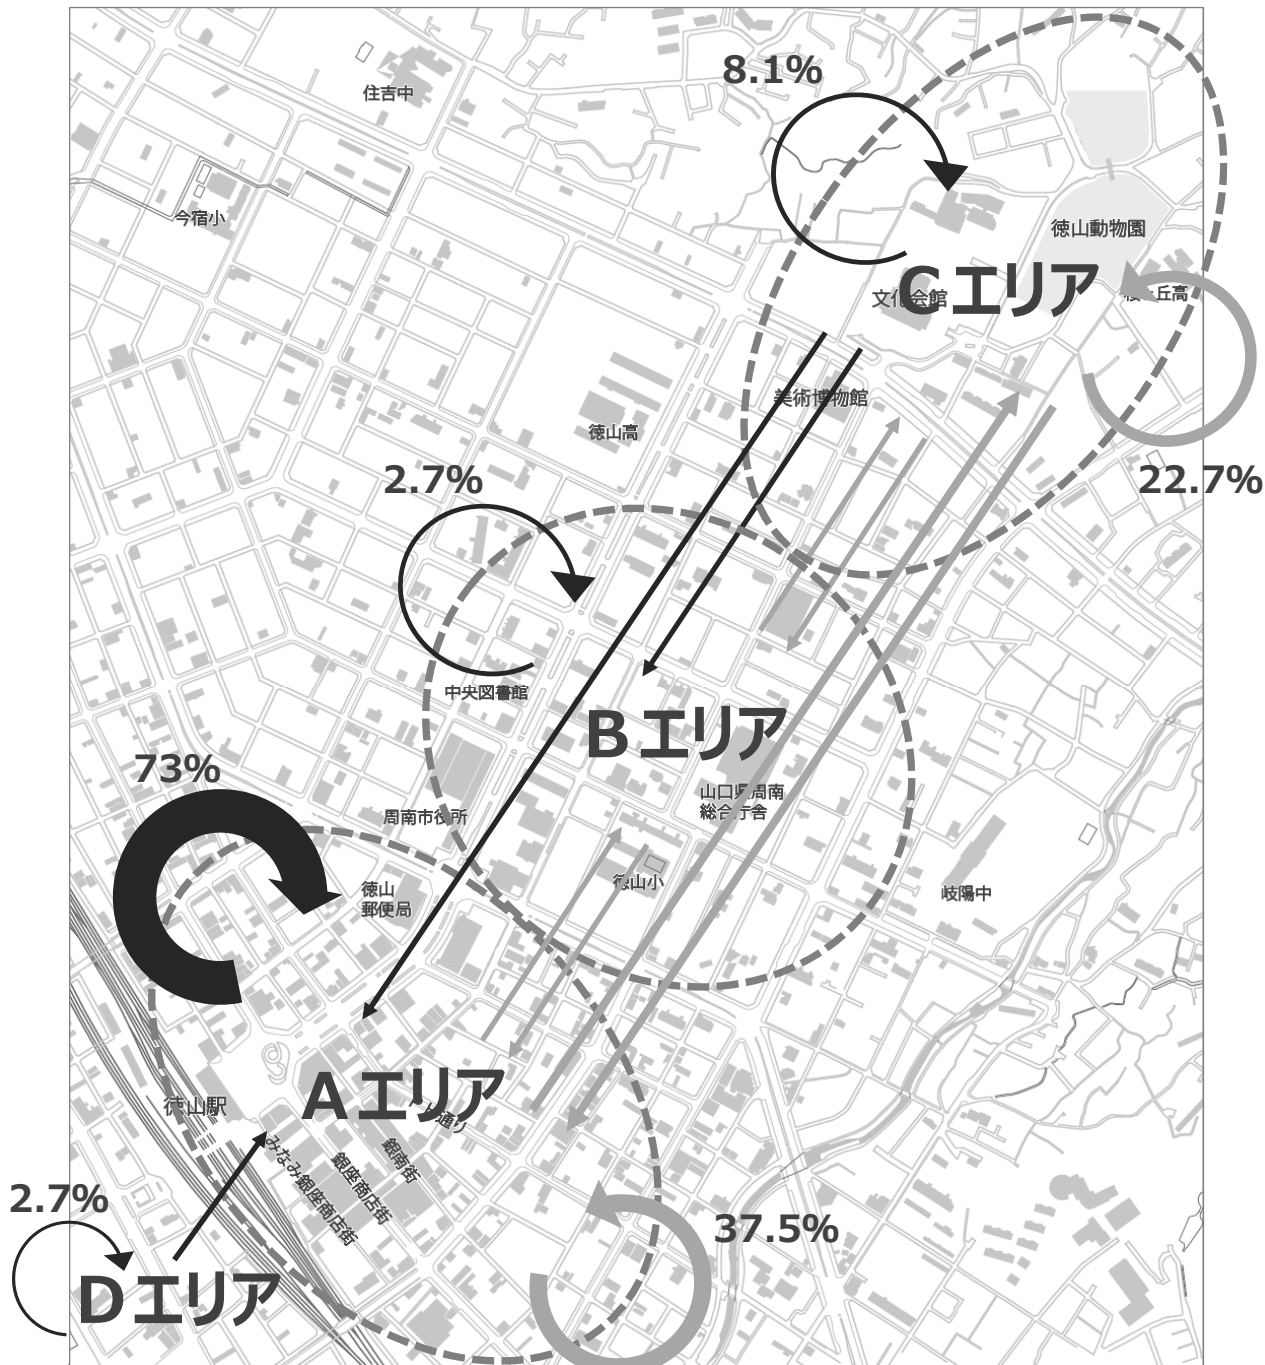 8.1%
住吉中
今宿小
徳山動物園
Cエリア
文化会館
桜ヶ丘高
美術博物館
徳山高
2.7%
22.7%
中央図書館
Bエリア
73%
山口県周南
総合庁舎
周南市役所
徳山小
徳山
郵便局
岐陽中
Aエリア
徳山駅
通り
銀南街
銀座商店街
みなみ銀座商店街
2.7%
37.5%
Dエリア